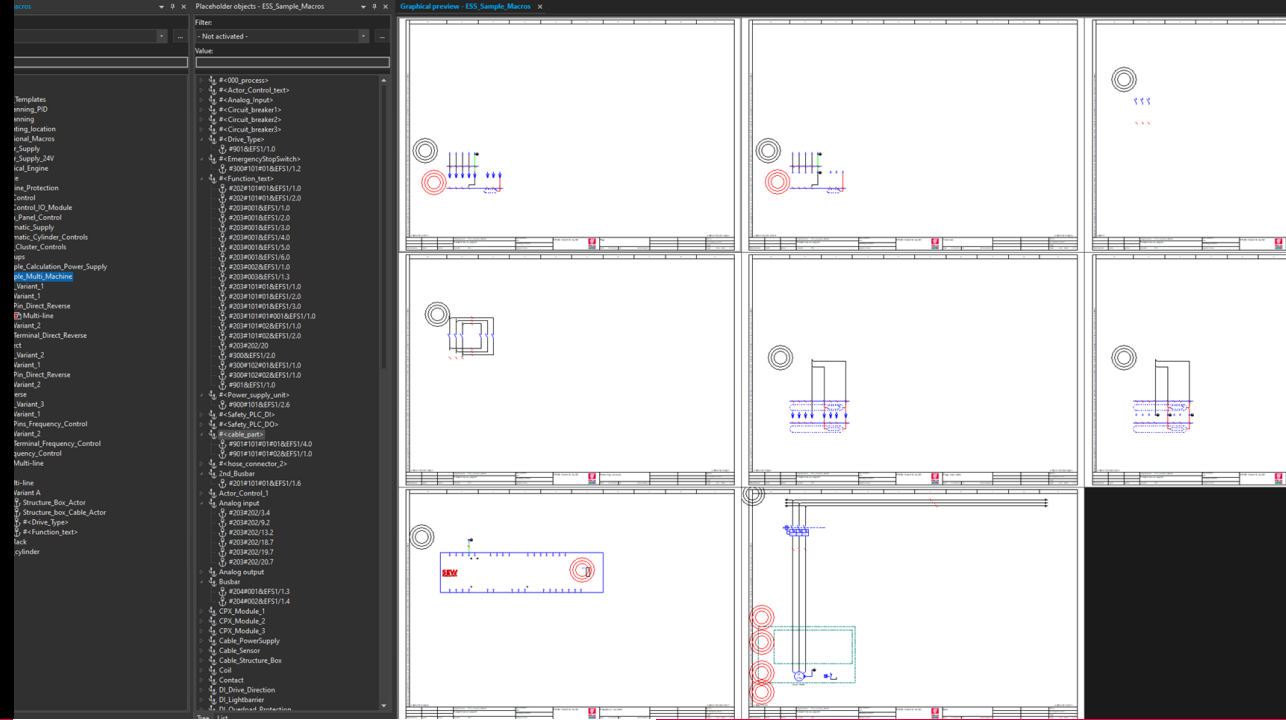 acros
Placeholder objects - ESS_Sample_Macros
Graphical preview - ESS_Sample_Macros
Filter:
- Not activated -
...
...
Value:
_Templates
anning_PID
anning
ating_location
ional_Macros
r_Supply
r_Supply_24V
ical_Engine
e
ine_Protection
Control
Control_IO_Module
n_Panel_Control
matic_Supply
matic_Cylinder_Controls
_Cluster_Controls
ups
ple_Calculation_Power_Supply
ple_Multi_Machine
_Variant_1
Variant_1
Pin_Direct_Reverse
Multi-line
Variant_2
Terminal_Direct_Reverse
ect
_Variant_2
Variant_1
Pin_Direct_Reverse
Variant_2
erse
_Variant_3
Variant_1
Pins_Frequency_Control
Variant_2
Terminal_Frequency_Control
quency_Control
Multi-line
lti-line
Variant A
Structure_Box_Actor
Structure_box_Cable_Actor
#<Drive_Type>
#<Function_text>
Rack
_cylinder
#<000_process>
#<Actor_Control_text>
#<Analog_Input>
#<Circuit_breaker1>
#<Circuit_breaker2>
#<Circuit_breaker3>
#<Drive_Type>
#901&EFS1/1.0
#<EmergencyStopSwitch>
#300#101#01&EFS1/1.2
#<Function_text>
#202#101#01&EFS1/1.0
#202#101#01&EFS1/2.0
#203#001&EFS1/1.0
#203#001&EFS1/2.0
#203#001&EFS1/3.0
#203#001&EFS1/4.0
#203#001&EFS1/5.0
#203#001&EFS1/6.0
#203#002&EFS1/1.0
#203#003&EFS1/1.3
#203#101#01&EFS1/1.0
#203#101#01&EFS1/2.0
#203#101#01&EFS1/3.0
#203#101#01#001&EFS1/1.0
#203#101#02&EFS1/1.0
#203#101#02&EFS1/2.0
#203#202/20
#300&EFS1/2.0
#300#102#01&EFS1/1.0
#300#102#02&EFS1/1.0
#901&EFS1/1.0
#<Power_supply_unit>
#900#101&EFS1/2.6
#<Safety_PLC_DI>
#<Safety_PLC_DO>
#<cable_part>
#901#101#01#01&EFS1/4.0
#901#101#01#02&EFS1/1.0
#<hose_connector_2>
2nd_Busbar
#201#101#01&EFS1/1.6
Actor_Control_1
Analog input
#203#202/3.4
#203#202/9.2
#203#202/13.2
#203#202/18.7
#203#202/19.7
#203#202/20.7
Analog output
Busbar
#204#001&EFS1/1.3
#204#002&EFS1/1.4
CPX_Module_1
CPX_Module_2
CPX_Module_3
Cable_PowerSupply
Cable_Sensor
Cable_Structure_Box
Coil
Contact
DI_Drive_Direction
DI_Lightbarrier
DI_Overload_Protection
Tree
List
SEW